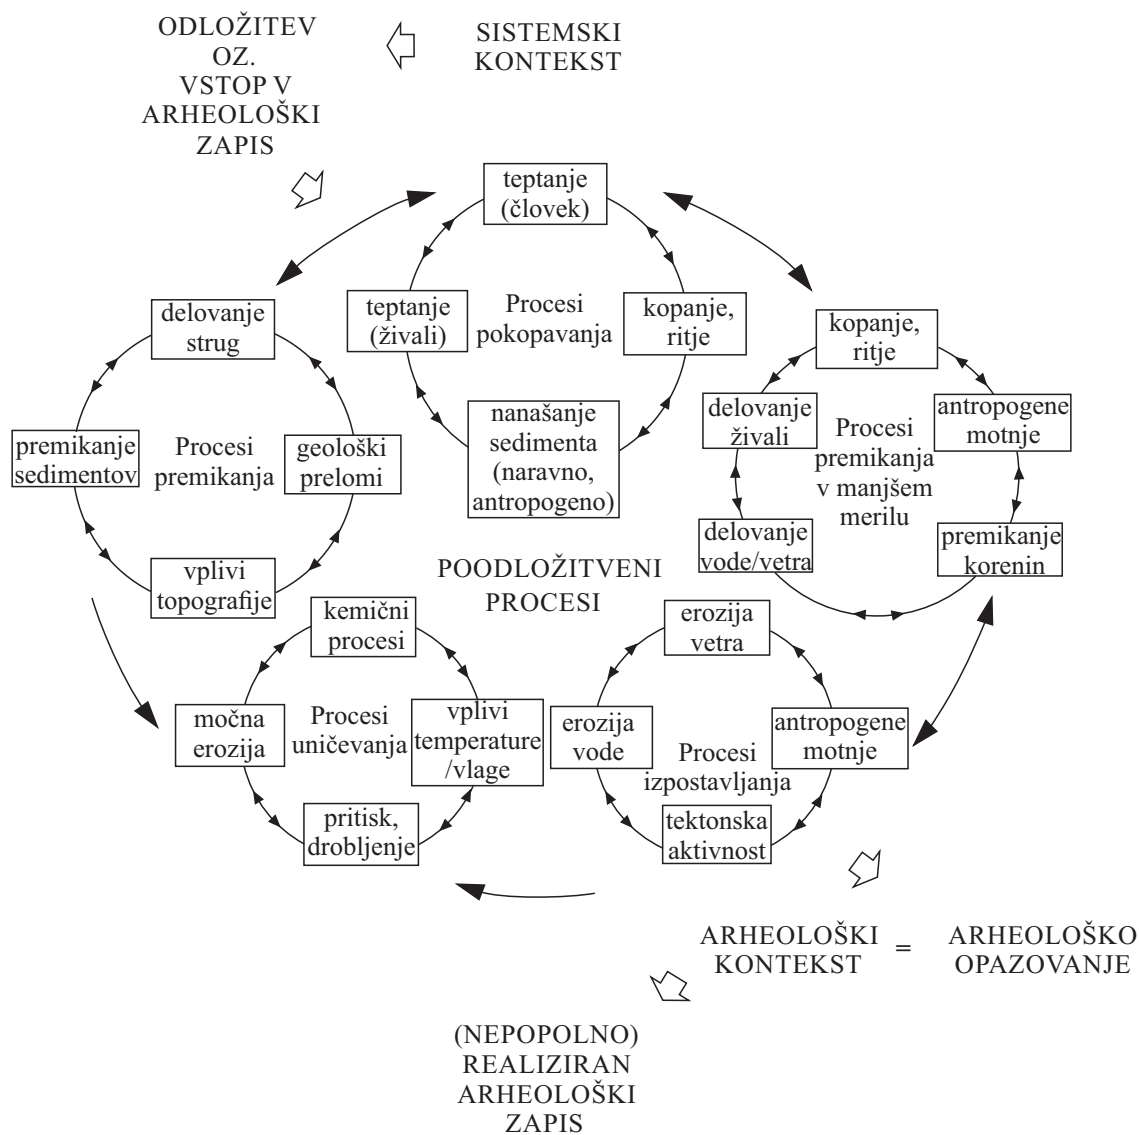 ODLOŽITEV
OZ.
VSTOP V
ARHEOLOŠKI
ZAPIS
SISTEMSKI
KONTEKST
teptanje
(človek)
teptanje
(živali)
Procesi
pokopavanja
kopanje,
ritje
nanašanje
sedimenta
(naravno,
antropogeno)
delovanje
strug
premikanje
sedimentov
Procesi
premikanja
geološki
prelomi
vplivi
topografije
kopanje,
ritje
delovanje
živali
Procesi
premikanja
v manjšem
merilu
antropogene
motnje
delovanje
vode/vetra
premikanje
korenin
POODLOŽITVENI
PROCESI
kemični
procesi
močna
erozija
Procesi
uničevanja
vplivi
temperature
/vlage
pritisk,
drobljenje
erozija
vetra
erozija
vode
Procesi
izpostavljanja
antropogene
motnje
tektonska
aktivnost
ARHEOLOŠKI
KONTEKST
=
ARHEOLOŠKO
OPAZOVANJE
(NEPOPOLNO)
REALIZIRAN
ARHEOLOŠKI
ZAPIS